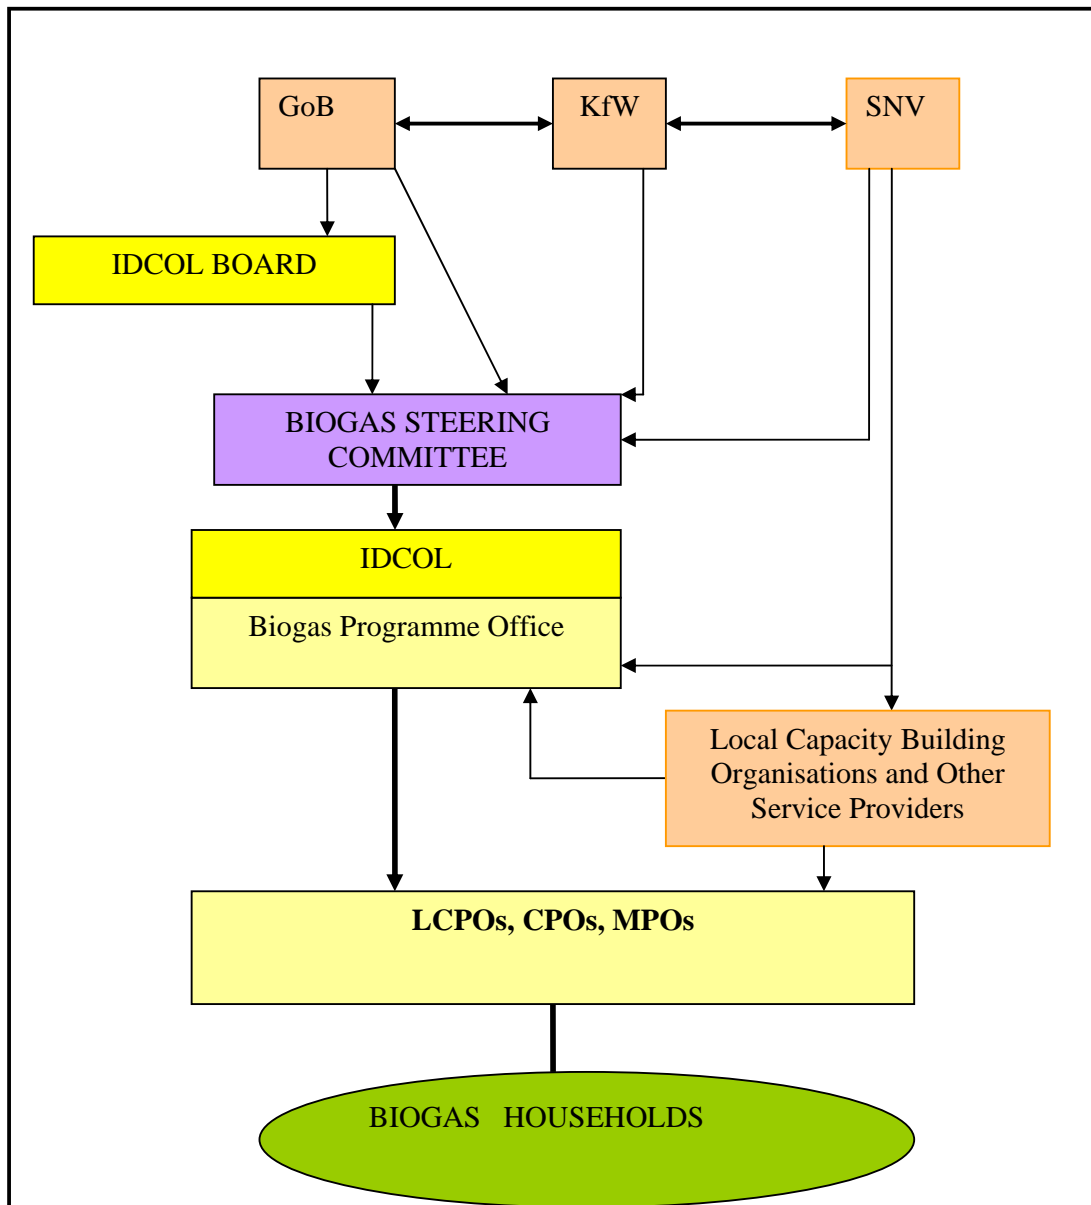 GoB
KfW
SNV
IDCOL BOARD
BIOGAS STEERING
COMMITTEE
IDCOL
Biogas Programme Office
Local Capacity Building
Organisations and Other
Service Providers
LCPOs, CPOs, MPOs
BIOGAS HOUSEHOLDS